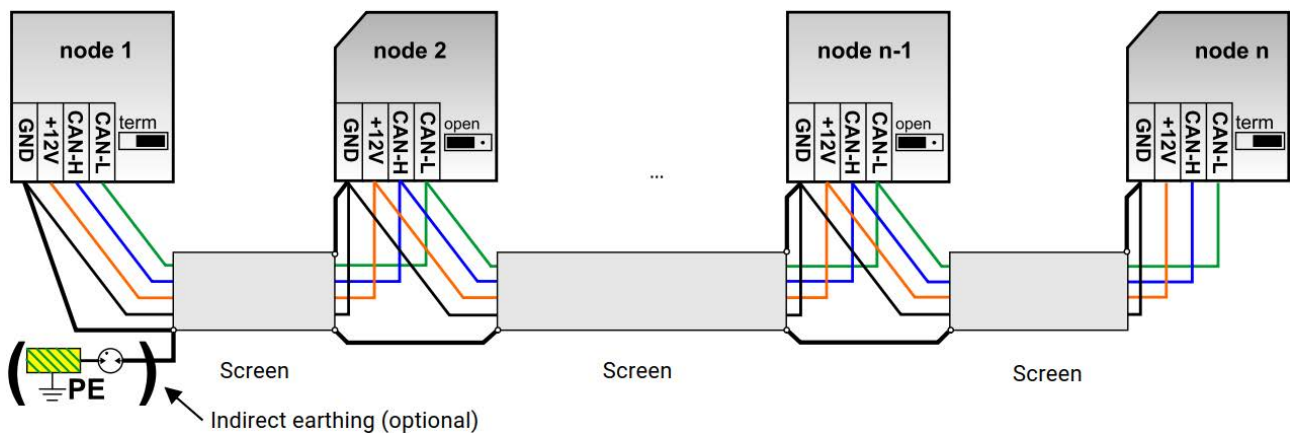 node 1
GND
+12V
CAN-H
CAN-L
term
node 2
GND
+12V
CAN-H
CAN-L
open
...
node n-1
GND
+12V
CAN-H
CAN-L
open
node n
GND
+12V
CAN-H
CAN-L
term
( PE )
Screen
Screen
Screen
Indirect earthing (optional)